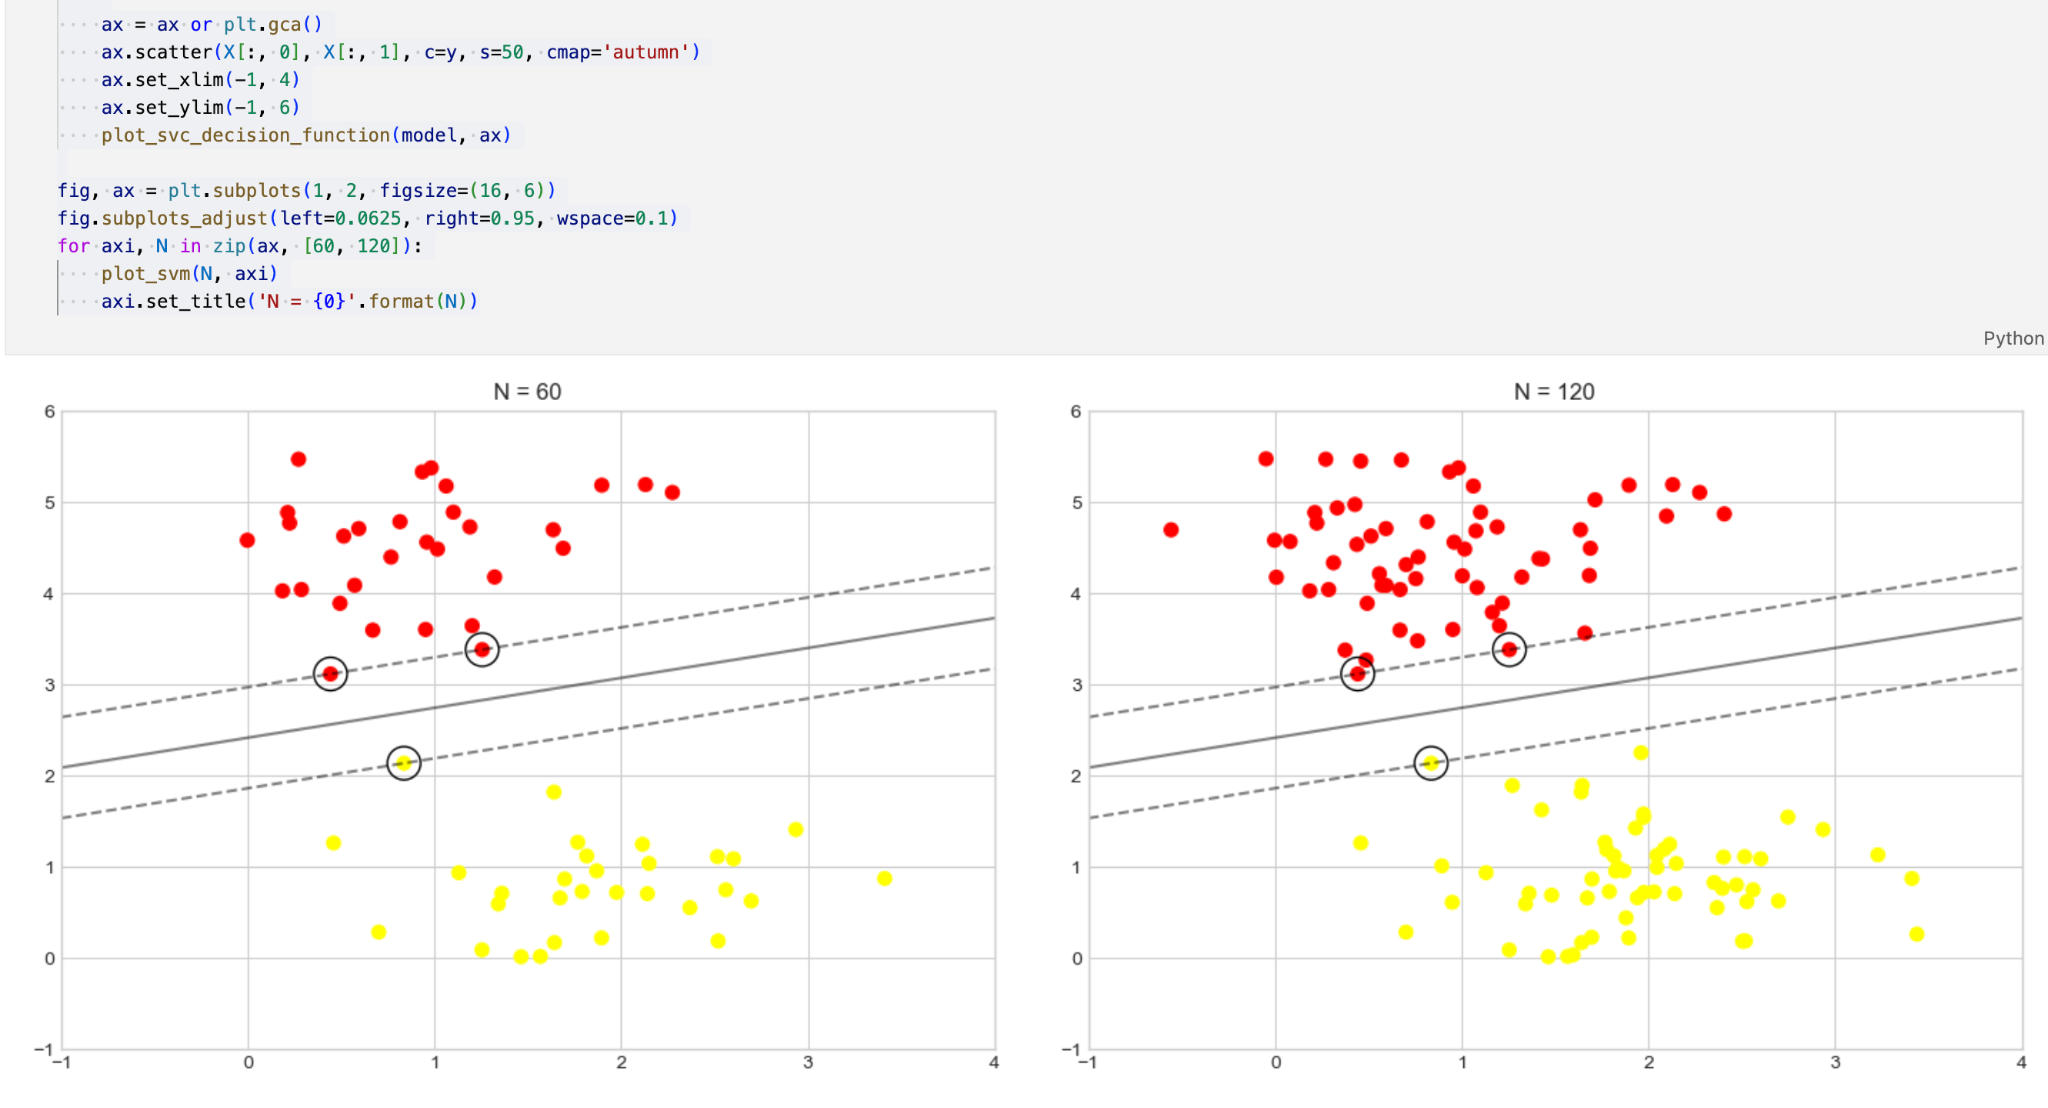 ax = ax or plt.gca()
ax.scatter(X[:, 0], X[:, 1], c=y, s=50, cmap='autumn')
ax.set_xlim(-1, 4)
ax.set_ylim(-1, 6)
plot_svc_decision_function(model, ax)
fig, ax = plt.subplots(1, 2, figsize=(16, 6))
fig.subplots_adjust(left=0.0625, right=0.95, wspace=0.1)
for axi, N in zip(ax, [60, 120]):
plot_svm(N, axi)
axi.set_title('N = {0}'.format(N))
Python
N = 60
6
5
4
3
2
1
0
−1
−1 0 1 2 3 4
N = 120
6
5
4
3
2
1
0
−1
−1 0 1 2 3 4